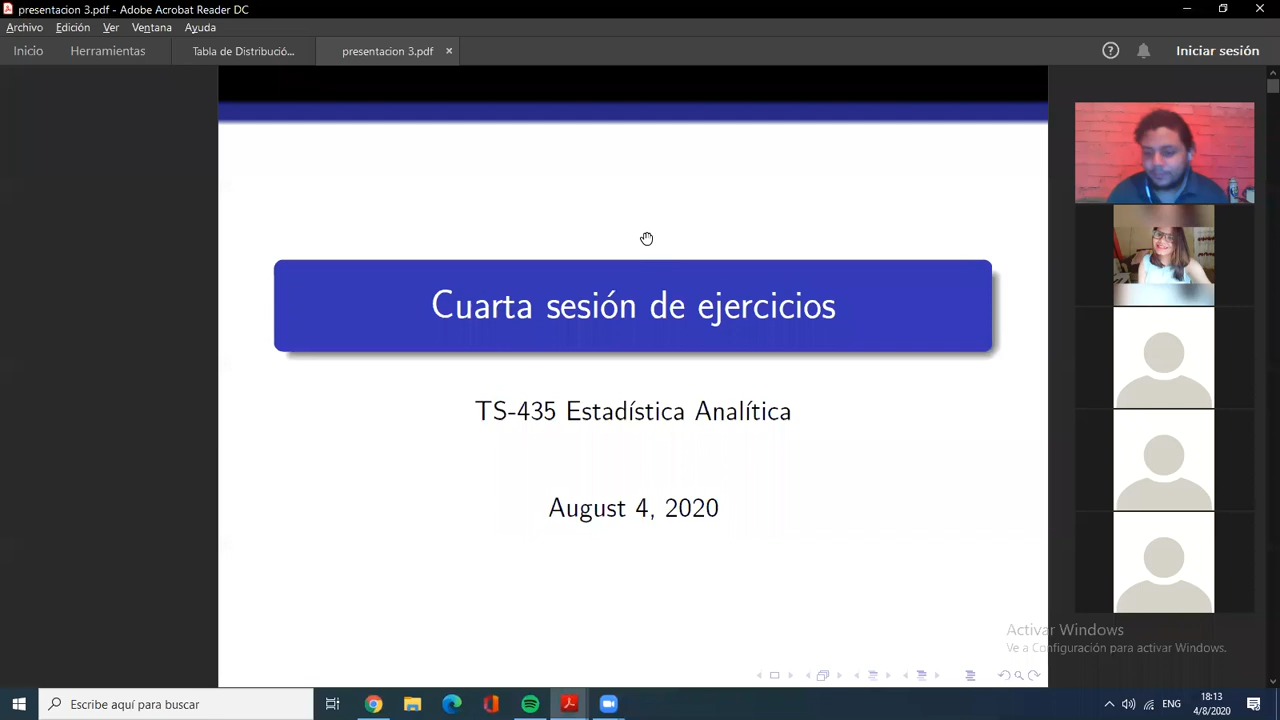 presentacion 3.pdf - Adobe Acrobat Reader DC
Archivo Edición Ver Ventana Ayuda
Inicio Herramientas Tabla de Distribució... presentacion 3.pdf × Iniciar sesión
Cuarta sesión de ejercicios
TS-435 Estadística Analítica
August 4, 2020
Activar Windows
Ve a Configuración para activar Windows.
Escribe aquí para buscar
ENG
18:13
4/8/2020